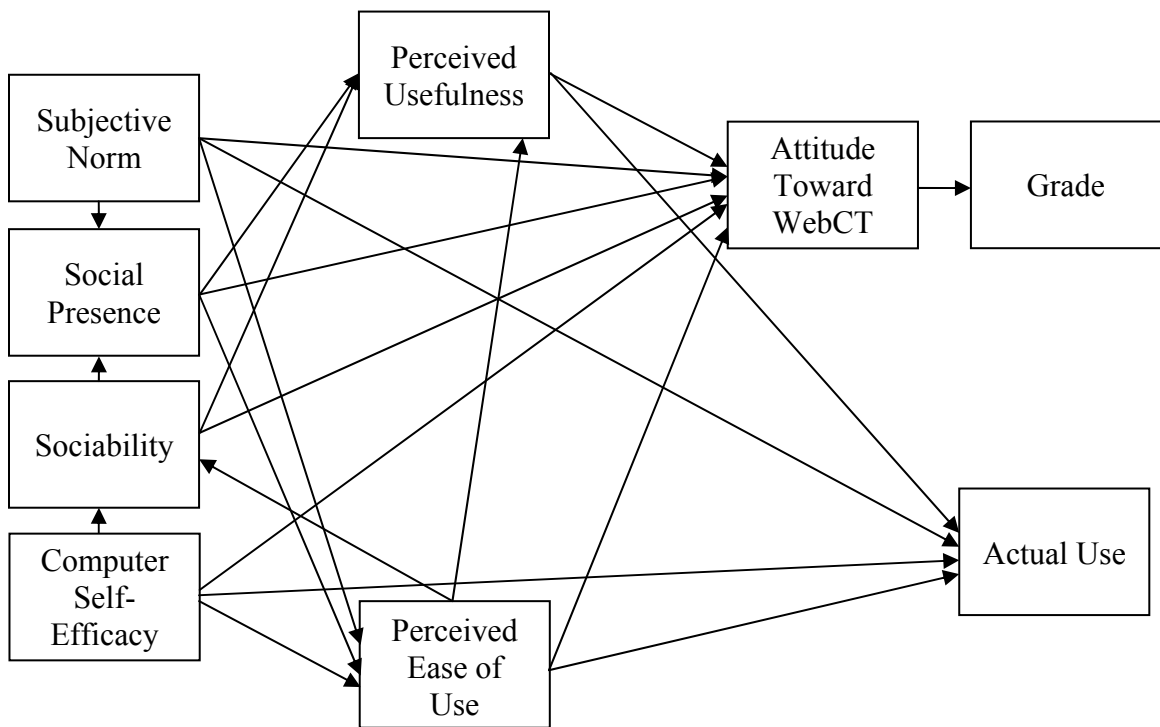 Subjective
Norm
Social
Presence
Sociability
Computer
Self-
Efficacy
Perceived
Usefulness
Perceived
Ease of
Use
Attitude
Toward
WebCT
Grade
Actual Use